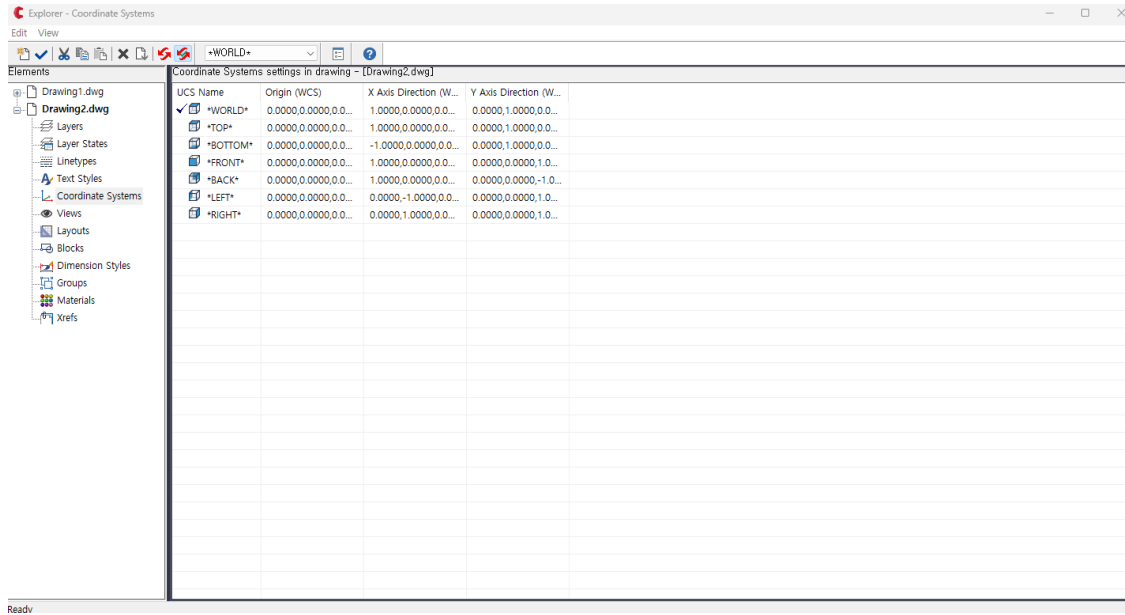 Explorer - Coordinate Systems
Edit View
*WORLD*
Elements
Coordinate Systems settings in drawing - [Drawing2.dwg]
Drawing1.dwg
Drawing2.dwg
Layers
Layer States
Linetypes
Text Styles
Coordinate Systems
Views
Layouts
Blocks
Dimension Styles
Groups
Materials
Xrefs
UCS Name Origin (WCS) X Axis Direction (W... Y Axis Direction (W...
*WORLD* 0.0000,0.0000,0.0... 1.0000,0.0000,0.0... 0.0000,1.0000,0.0...
*TOP* 0.0000,0.0000,0.0... 1.0000,0.0000,0.0... 0.0000,1.0000,0.0...
*BOTTOM* 0.0000,0.0000,0.0... -1.0000,0.0000,0.0... 0.0000,1.0000,0.0...
*FRONT* 0.0000,0.0000,0.0... 1.0000,0.0000,0.0... 0.0000,0.0000,1.0...
*BACK* 0.0000,0.0000,0.0... 1.0000,0.0000,0.0... 0.0000,0.0000,-1.0...
*LEFT* 0.0000,0.0000,0.0... 0.0000,-1.0000,0.0... 0.0000,0.0000,1.0...
*RIGHT* 0.0000,0.0000,0.0... 0.0000,1.0000,0.0... 0.0000,0.0000,1.0...
Ready